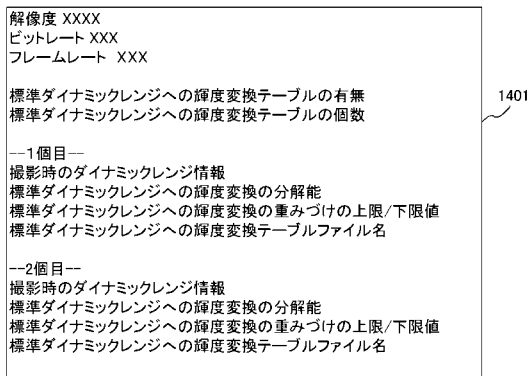 解像度 XXXX
ビットレート XXX
フレームレート XXX
標準ダイナミックレンジへの輝度変換テーブルの有無
標準ダイナミックレンジへの輝度変換テーブルの個数
1401
--1個目--
撮影時のダイナミックレンジ情報
標準ダイナミックレンジへの輝度変換の分解能
標準ダイナミックレンジへの輝度変換の重みづけの上限/下限値
標準ダイナミックレンジへの輝度変換テーブルファイル名
--2個目--
撮影時のダイナミックレンジ情報
標準ダイナミックレンジへの輝度変換の分解能
標準ダイナミックレンジへの輝度変換の重みづけの上限/下限値
標準ダイナミックレンジへの輝度変換テーブルファイル名